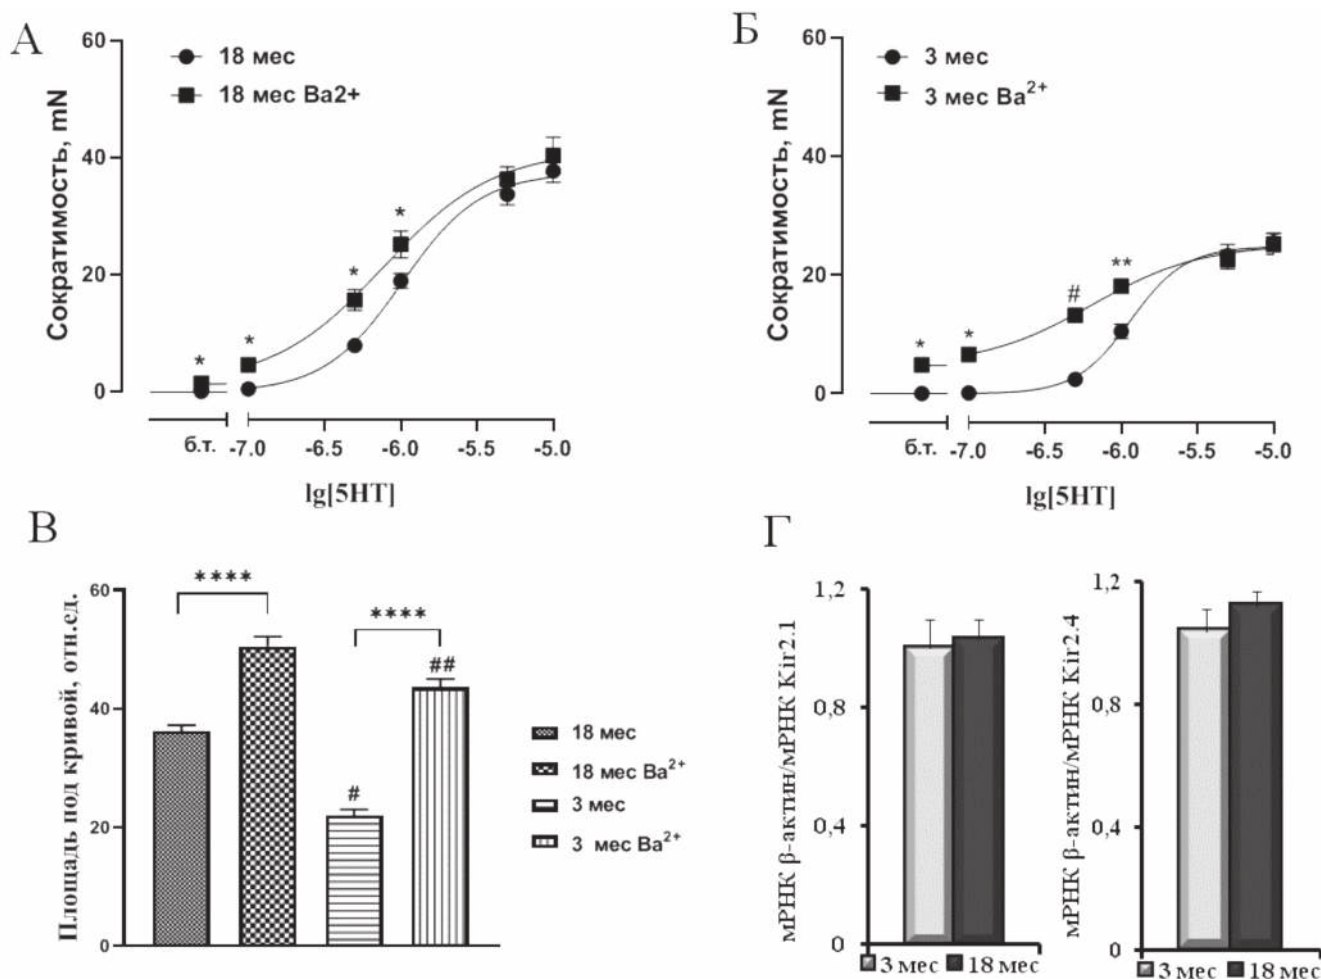 А
60
40
20
0
Сократимость, mN
18 мес
18 мес Ba2+
*
*
*
*
б.т.
-7.0
-6.5
-6.0
-5.5
-5.0
lg[5HT]
Б
60
40
20
0
Сократимость, mN
3 мес
3 мес Ba²⁺
*
*
#
**
б.т.
-7.0
-6.5
-6.0
-5.5
-5.0
lg[5HT]
В
60
40
20
0
Площадь под кривой, отн.ед.
****
****
#
##
18 мес
18 мес Ba²⁺
3 мес
3 мес Ba²⁺
Г
1,2
0,8
0,4
0
мРНК β-актин/мРНК Kir2.1
3 мес 18 мес
1,2
0,8
0,4
0
мРНК β-актин/мРНК Kir2.4
3 мес 18 мес